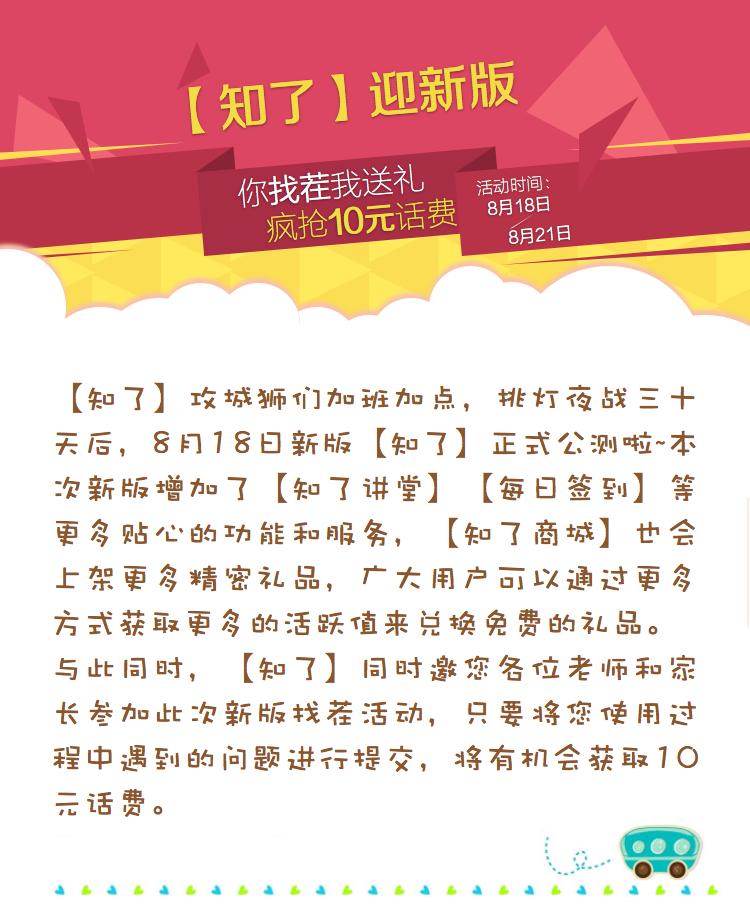 【知了】迎新版
你找茬我送礼
疯抢10元话费
活动时间：
8月18日
8月21日
【知了】攻城狮们加班加点，挑灯夜战三十
天后，8月18日新版【知了】正式公测啦~本
次新版增加了【知了讲堂】【每日签到】等
更多贴心的功能和服务，【知了商城】也会
上架更多精密礼品，广大用户可以通过更多
方式获取更多的活跃值来兑换免费的礼品。
与此同时，【知了】同时邀您各位老师和家
长参加此次新版找茬活动，只要将您使用过
程中遇到的问题进行提交，将有机会获取10
元话费。